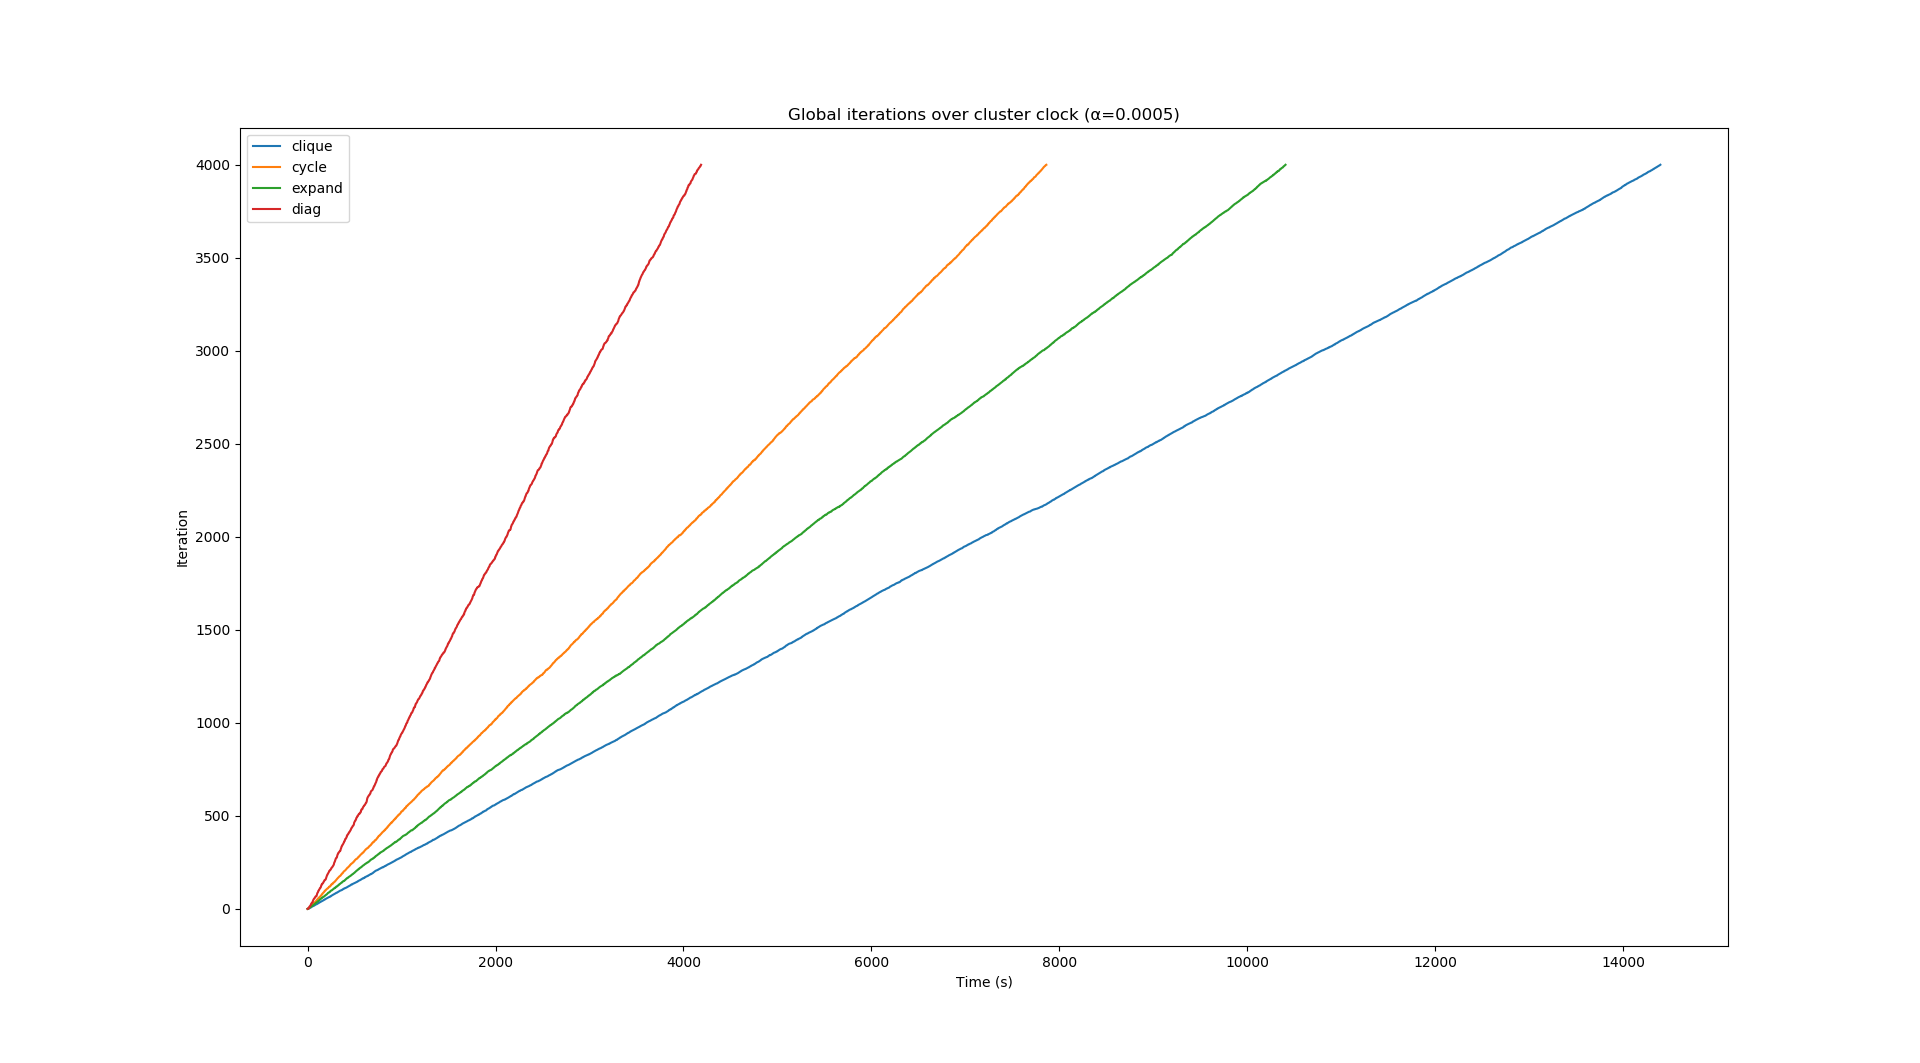 Global iterations over cluster clock (α=0.0005)
clique
cycle
expand
diag
4000
3500
3000
2500
2000
1500
1000
500
0
Iteration
0 2000 4000 6000 8000 10000 12000 14000
Time (s)